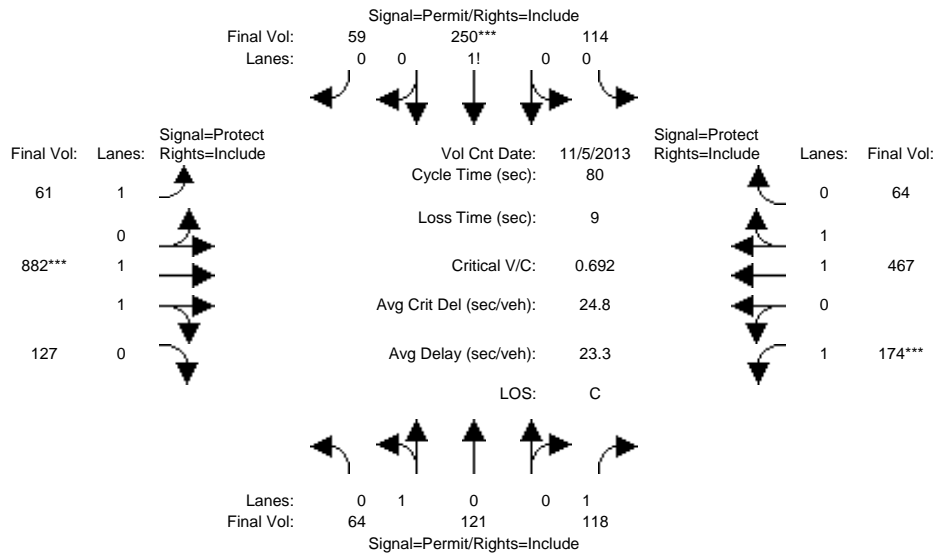 Signal=Permit/Rights=Include
Final Vol: 59 250*** 114
Lanes: 0 0 1! 0 0
Signal=Protect Signal=Protect
Final Vol: Lanes: Rights=Include Vol Cnt Date: 11/5/2013 Rights=Include Lanes: Final Vol:
Cycle Time (sec): 80
61 1 0 64
Loss Time (sec): 9
0 1
882*** 1 Critical V/C: 0.692 1 467
1 Avg Crit Del (sec/veh): 24.8 0
127 0 Avg Delay (sec/veh): 23.3 1 174***
LOS: C
Lanes: 0 1 0 0 1
Final Vol: 64 121 118
Signal=Permit/Rights=Include